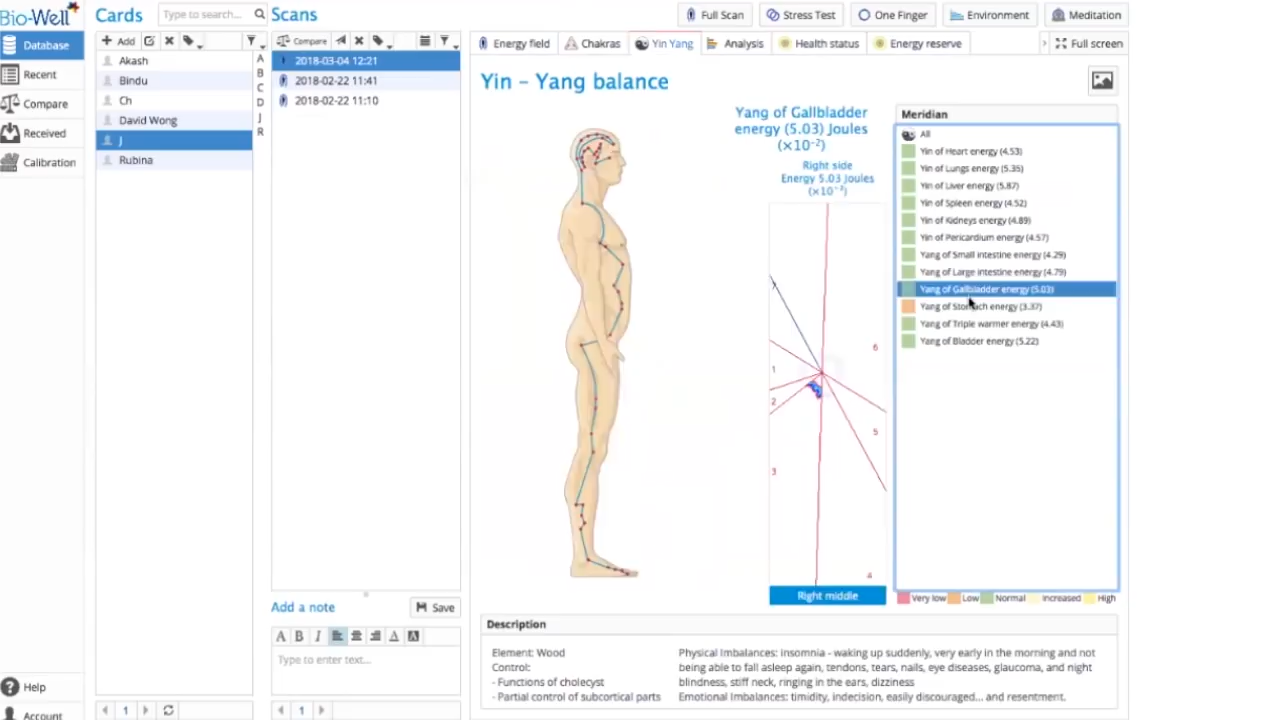 Bio-Well
Database
Recent
Compare
Received
Calibration
Help
Account
Cards
Type to search...
Add
Akash
Bindu
Ch
David Wong
J
Rubina
A
B
C
D
J
R
1
Scans
Compare
2018-03-04 12:21
2018-02-22 11:41
2018-02-22 11:10
Add a note
Save
A B I A A
Type to enter text...
1
Full Scan
Stress Test
One Finger
Environment
Meditation
Energy field
Chakras
Yin Yang
Analysis
Health status
Energy reserve
Full screen
Yin – Yang balance
Yang of Gallbladder
energy (5.03) Joules
(×10⁻²)
Right side
Energy 5.03 Joules
(×10⁻²)
7
6
1
2
5
3
4
Right middle
Meridian
All
Yin of Heart energy (4.53)
Yin of Lungs energy (5.35)
Yin of Liver energy (5.87)
Yin of Spleen energy (4.52)
Yin of Kidneys energy (4.89)
Yin of Pericardium energy (4.57)
Yang of Small intestine energy (4.29)
Yang of Large intestine energy (4.79)
Yang of Gallbladder energy (5.03)
Yang of Stomach energy (3.37)
Yang of Triple warmer energy (4.43)
Yang of Bladder energy (5.22)
Very low Low Normal Increased High
Description
Element: Wood
Control:
- Functions of cholecyst
- Partial control of subcortical parts
Physical Imbalances: insomnia - waking up suddenly, very early in the morning and not
being able to fall asleep again, tendons, tears, nails, eye diseases, glaucoma, and night
blindness, stiff neck, ringing in the ears, dizziness
Emotional Imbalances: timidity, indecision, easily discouraged... and resentment.